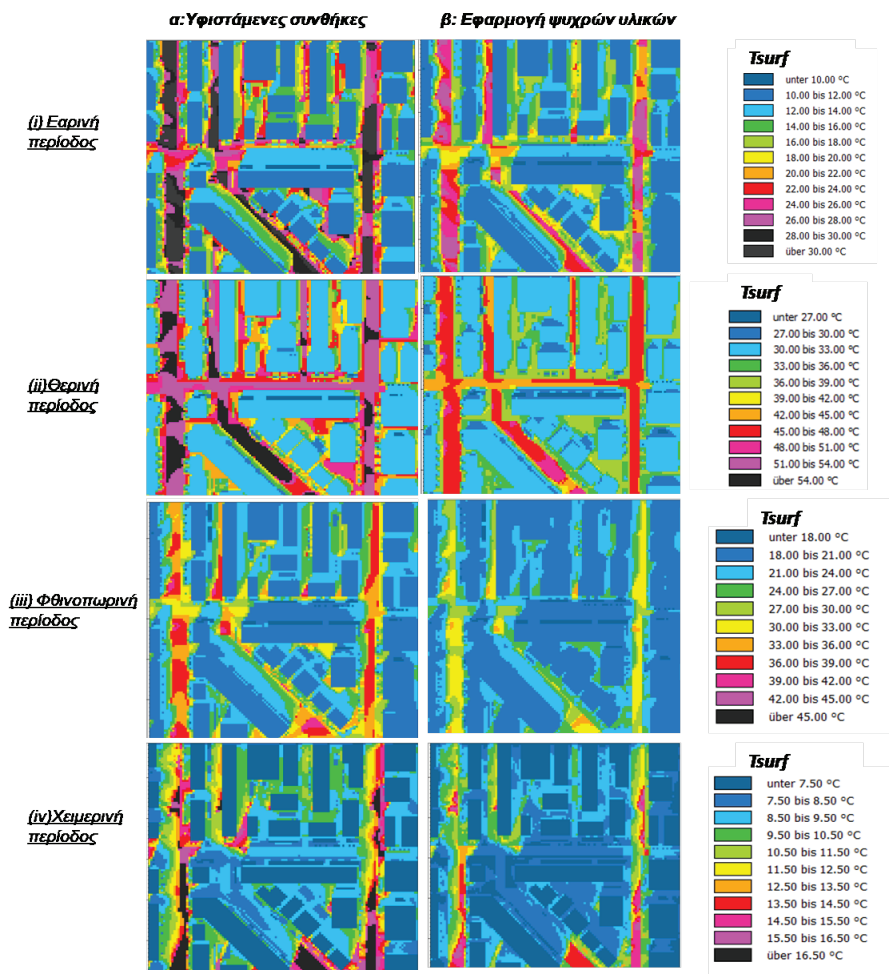 α:Υφιστάμενες συνθήκες
β: Εφαρμογή ψυχρών υλικών
(i) Εαρινή
περίοδος
Tsurf
unter 10.00 °C
10.00 bis 12.00 °C
12.00 bis 14.00 °C
14.00 bis 16.00 °C
16.00 bis 18.00 °C
18.00 bis 20.00 °C
20.00 bis 22.00 °C
22.00 bis 24.00 °C
24.00 bis 26.00 °C
26.00 bis 28.00 °C
28.00 bis 30.00 °C
über 30.00 °C
(ii)Θερινή
περίοδος
Tsurf
unter 27.00 °C
27.00 bis 30.00 °C
30.00 bis 33.00 °C
33.00 bis 36.00 °C
36.00 bis 39.00 °C
39.00 bis 42.00 °C
42.00 bis 45.00 °C
45.00 bis 48.00 °C
48.00 bis 51.00 °C
51.00 bis 54.00 °C
über 54.00 °C
(iii) Φθινοπωρινή
περίοδος
Tsurf
unter 18.00 °C
18.00 bis 21.00 °C
21.00 bis 24.00 °C
24.00 bis 27.00 °C
27.00 bis 30.00 °C
30.00 bis 33.00 °C
33.00 bis 36.00 °C
36.00 bis 39.00 °C
39.00 bis 42.00 °C
42.00 bis 45.00 °C
über 45.00 °C
(iv)Χειμερινή
περίοδος
Tsurf
unter 7.50 °C
7.50 bis 8.50 °C
8.50 bis 9.50 °C
9.50 bis 10.50 °C
10.50 bis 11.50 °C
11.50 bis 12.50 °C
12.50 bis 13.50 °C
13.50 bis 14.50 °C
14.50 bis 15.50 °C
15.50 bis 16.50 °C
über 16.50 °C